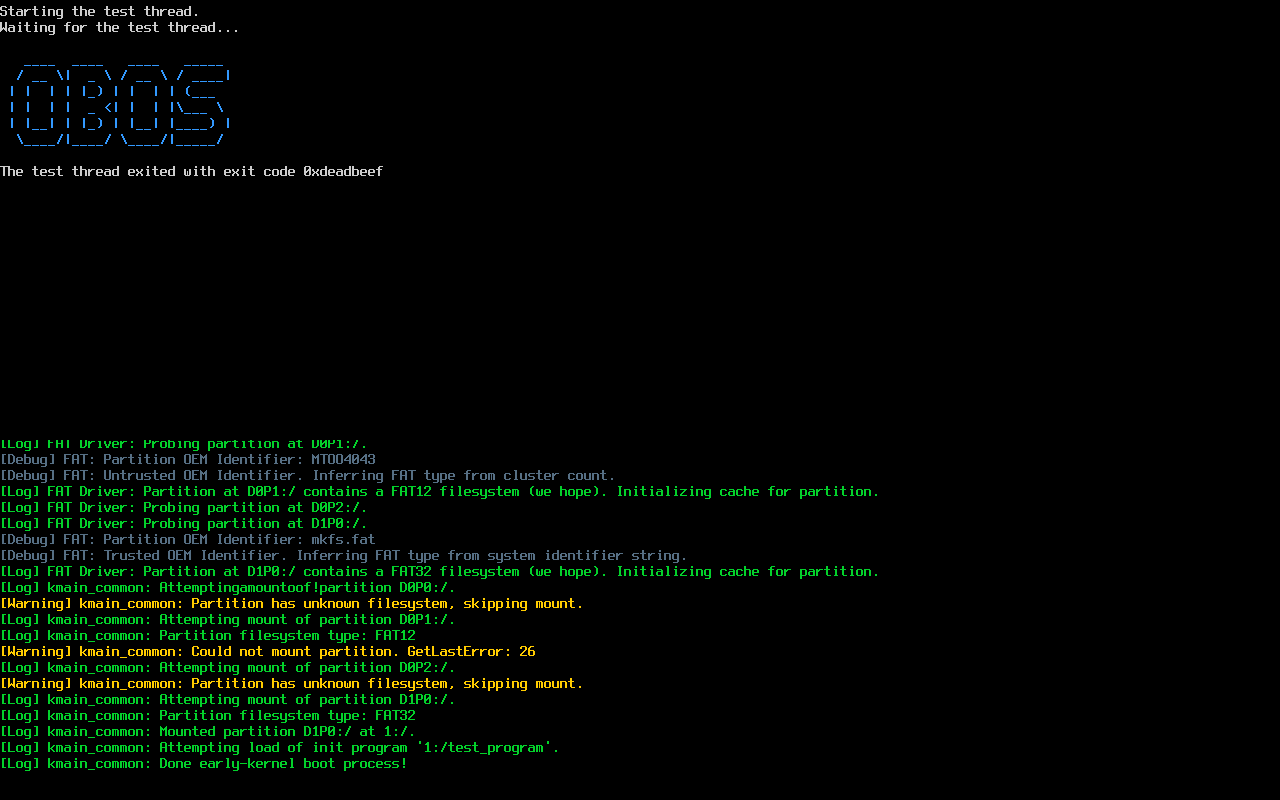 Starting the test thread.
Waiting for the test thread...
   ____  ____   ____   _____
  / __ \|  _ \ / __ \ / ____|
 | |  | | |_) | |  | | (___
 | |  | |  _ <| |  | |\___ \
 | |__| | |_) | |__| |____) |
  \____/|____/ \____/|_____/
The test thread exited with exit code 0xdeadbeef
[Log] FAT Driver: Probing partition at D0P1:/.
[Debug] FAT: Partition OEM Identifier: MTOO4043
[Debug] FAT: Untrusted OEM Identifier. Inferring FAT type from cluster count.
[Log] FAT Driver: Partition at D0P1:/ contains a FAT12 filesystem (we hope). Initializing cache for partition.
[Log] FAT Driver: Probing partition at D0P2:/.
[Log] FAT Driver: Probing partition at D1P0:/.
[Debug] FAT: Partition OEM Identifier: mkfs.fat
[Debug] FAT: Trusted OEM Identifier. Inferring FAT type from system identifier string.
[Log] FAT Driver: Partition at D1P0:/ contains a FAT32 filesystem (we hope). Initializing cache for partition.
[Log] kmain_common: Attemptingamountoof!partition D0P0:/.
[Warning] kmain_common: Partition has unknown filesystem, skipping mount.
[Log] kmain_common: Attempting mount of partition D0P1:/.
[Log] kmain_common: Partition filesystem type: FAT12
[Warning] kmain_common: Could not mount partition. GetLastError: 26
[Log] kmain_common: Attempting mount of partition D0P2:/.
[Warning] kmain_common: Partition has unknown filesystem, skipping mount.
[Log] kmain_common: Attempting mount of partition D1P0:/.
[Log] kmain_common: Partition filesystem type: FAT32
[Log] kmain_common: Mounted partition D1P0:/ at 1:/.
[Log] kmain_common: Attempting load of init program '1:/test_program'.
[Log] kmain_common: Done early-kernel boot process!